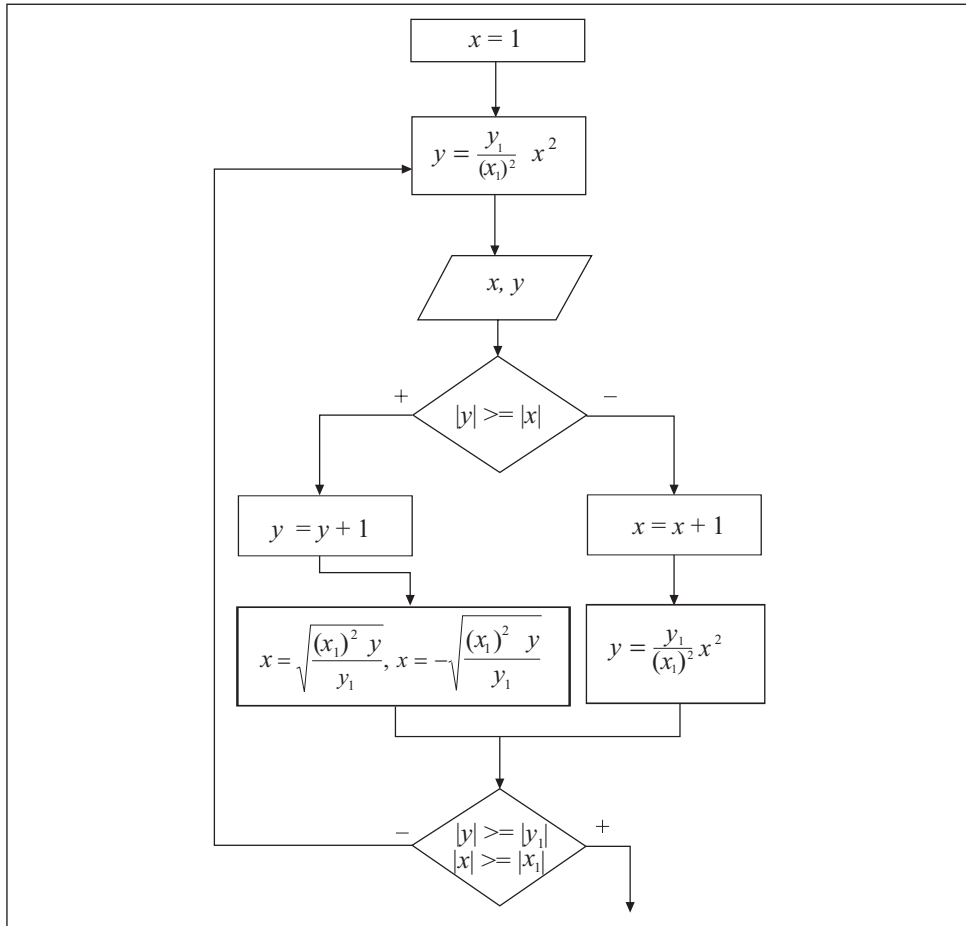 x = 1
y = y₁/(x₁)² x²
x, y
|y| >= |x|
+
−
y = y + 1
x = x + 1
x = √((x₁)² y / y₁), x = −√((x₁)² y / y₁)
y = y₁/(x₁)² x²
|y| >= |y₁|
|x| >= |x₁|
−
+